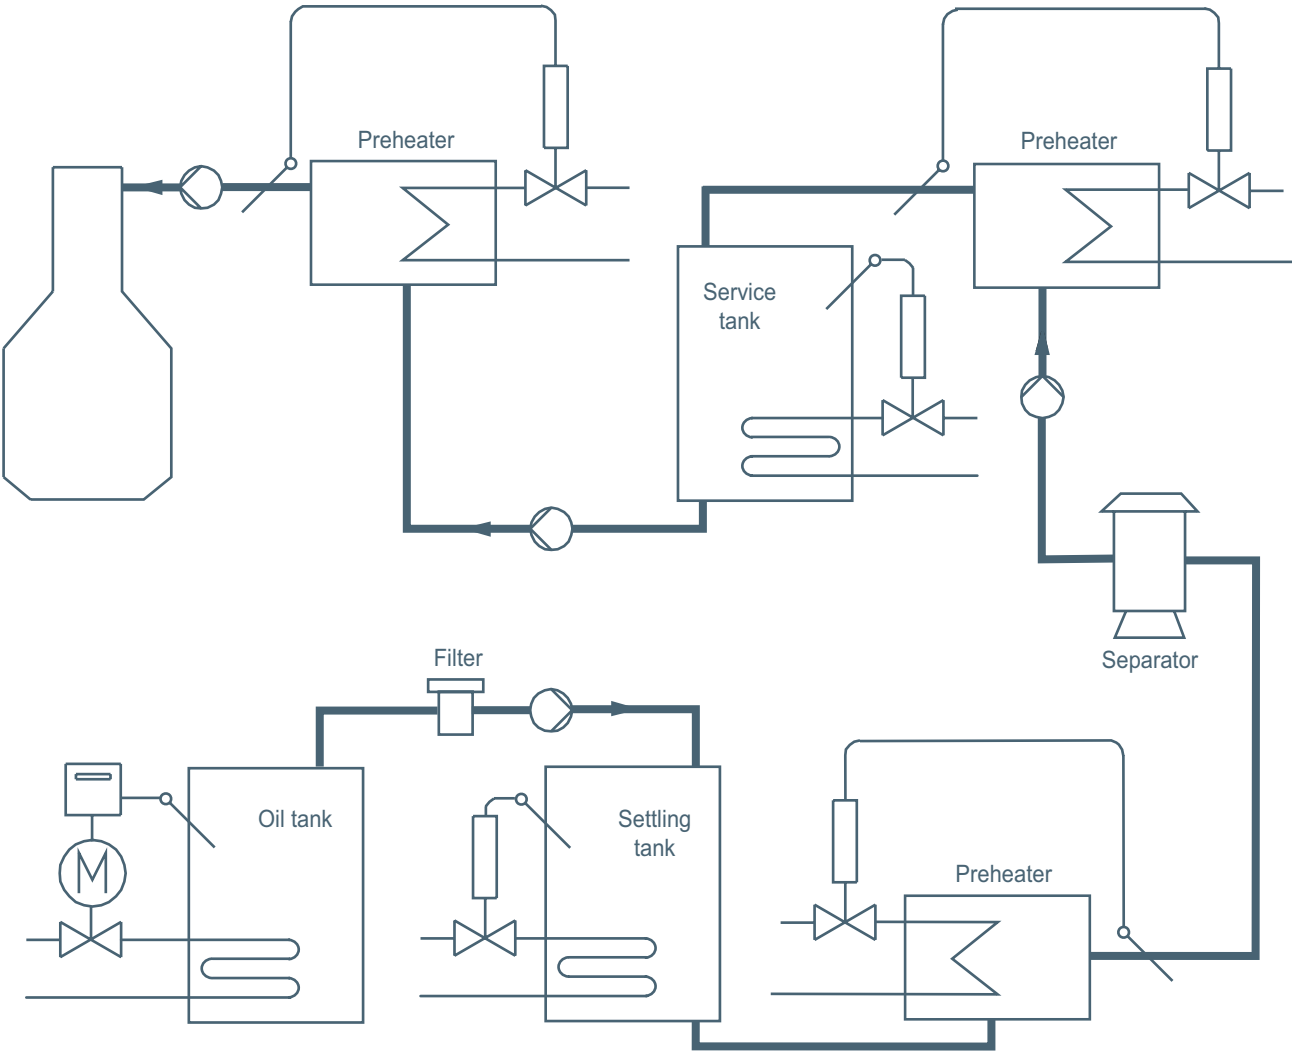 Preheater
Preheater
Service
tank
Separator
Filter
Oil tank
Settling
tank
Preheater
M